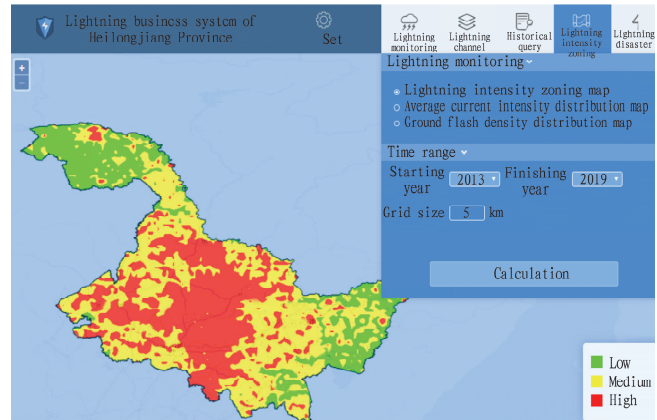 Lightning business system of
Heilongjiang Province
Set
Lightning
monitoring
Lightning
channel
Historical
query
Lightning
intensity
zoning
Lightning
disaster
+
-
Lightning monitoring
Lightning intensity zoning map
Average current intensity distribution map
Ground flash density distribution map
Time range
Starting
year
2013
Finishing
year
2019
Grid size 5 km
Calculation
Low
Medium
High